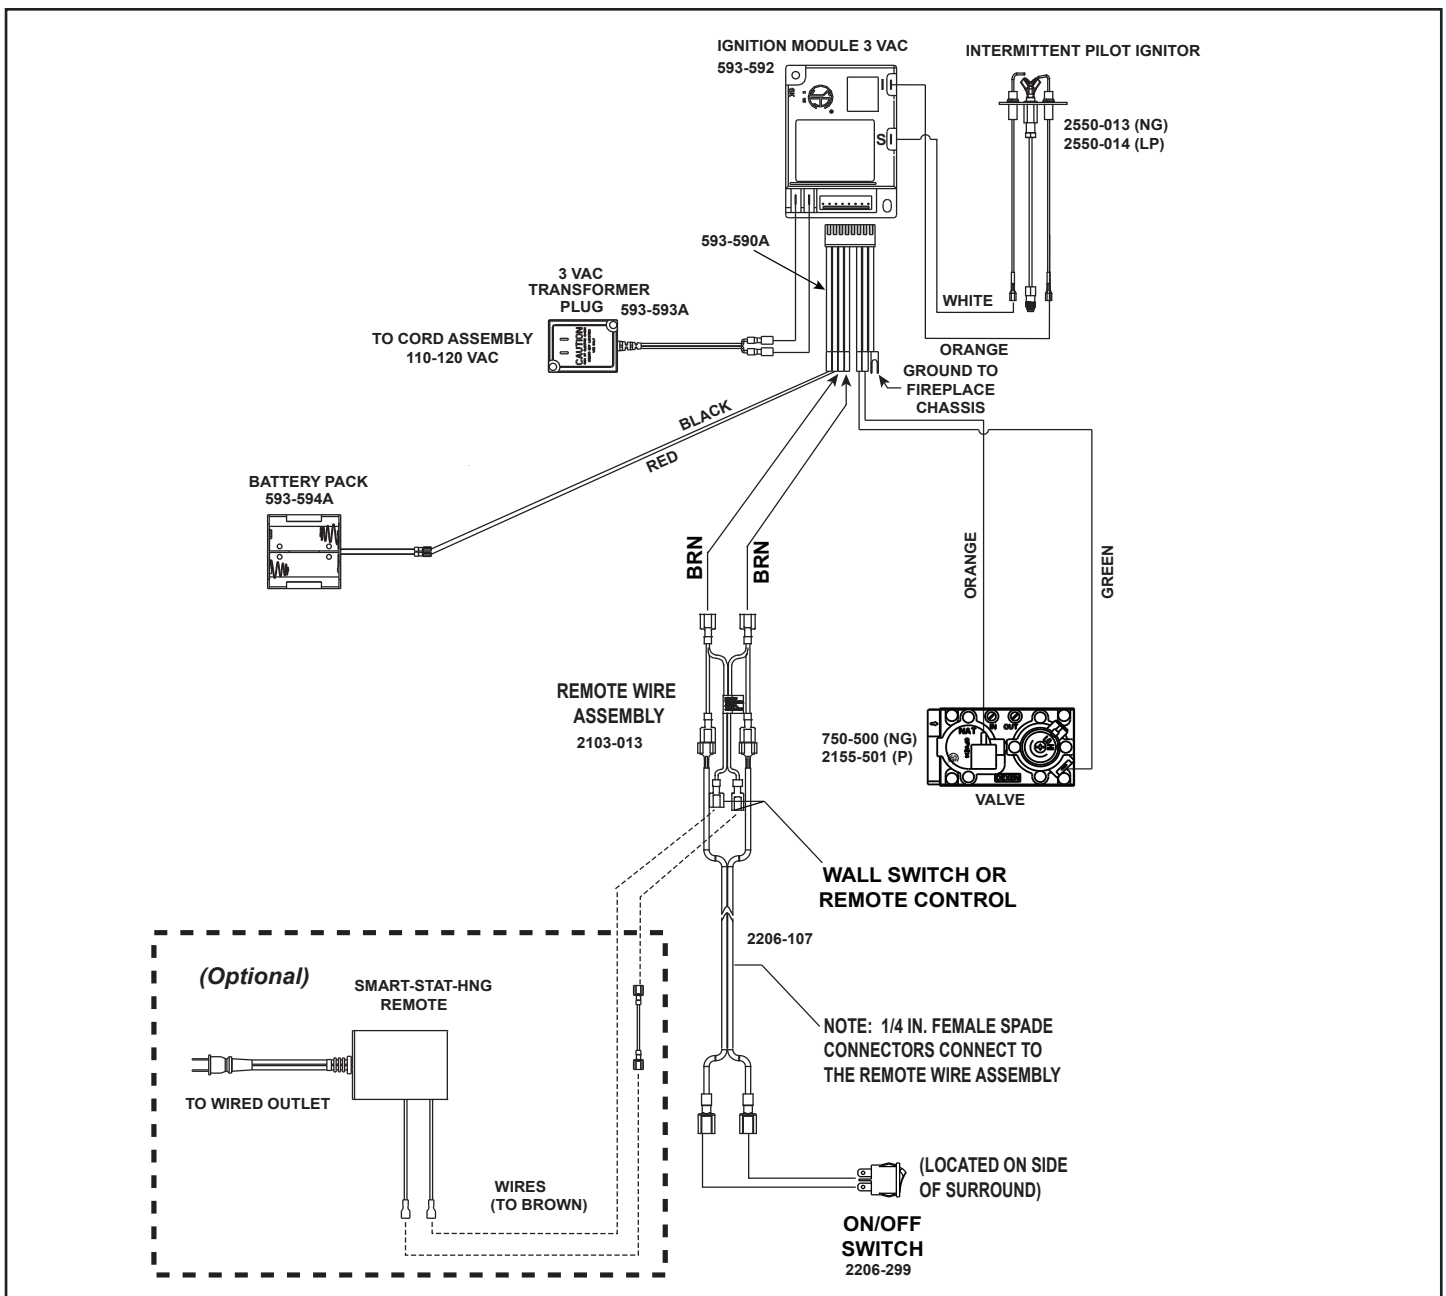 IGNITION MODULE 3 VAC
593-592
INTERMITTENT PILOT IGNITOR
I
S
2550-013 (NG)
2550-014 (LP)
593-590A
3 VAC
TRANSFORMER
PLUG
593-593A
CAUTION
TO CORD ASSEMBLY
110-120 VAC
WHITE
ORANGE
GROUND TO
FIREPLACE
CHASSIS
BLACK
RED
BATTERY PACK
593-594A
BRN
BRN
ORANGE
GREEN
REMOTE WIRE
ASSEMBLY
2103-013
750-500 (NG)
2155-501 (P)
NAT
IN
OUT
VALVE
WALL SWITCH OR
REMOTE CONTROL
2206-107
(Optional)
SMART-STAT-HNG
REMOTE
NOTE: 1/4 IN. FEMALE SPADE
CONNECTORS CONNECT TO
THE REMOTE WIRE ASSEMBLY
TO WIRED OUTLET
WIRES
(TO BROWN)
(LOCATED ON SIDE
OF SURROUND)
ON/OFF
SWITCH
2206-299